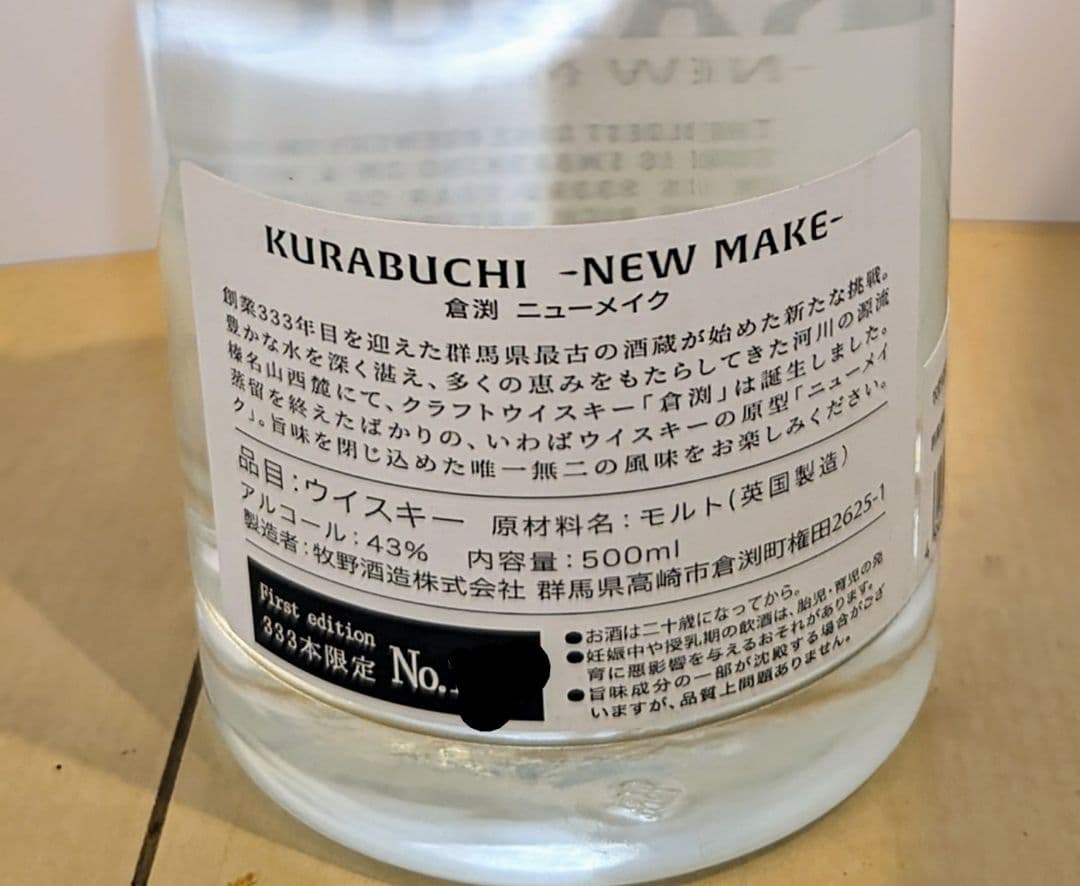 KURABUCHI -NEW MAKE-
倉渕 ニューメイク
創業333年目を迎えた群馬県最古の酒蔵が始めた新たな挑戦。
豊かな水を深く湛え、多くの恵みをもたらしてきた河川の源流
榛名山西麓にて、クラフトウイスキー「倉渕」は誕生しました。
蒸留を終えたばかりの、いわばウイスキーの原型「ニューメイ
ク」。旨味を閉じ込めた唯一無二の風味をお楽しみください。
品目:ウイスキー 原材料名:モルト(英国製造)
アルコール:43% 内容量:500ml
製造者:牧野酒造株式会社 群馬県高崎市倉渕町権田2625-1
First edition
333本限定 No.
●お酒は二十歳になってから。
●妊娠中や授乳期の飲酒は、胎児・育児の発
育に悪影響を与えるおそれがあります。
●旨味成分の一部が沈殿する場合がござ
いますが、品質上問題ありません。